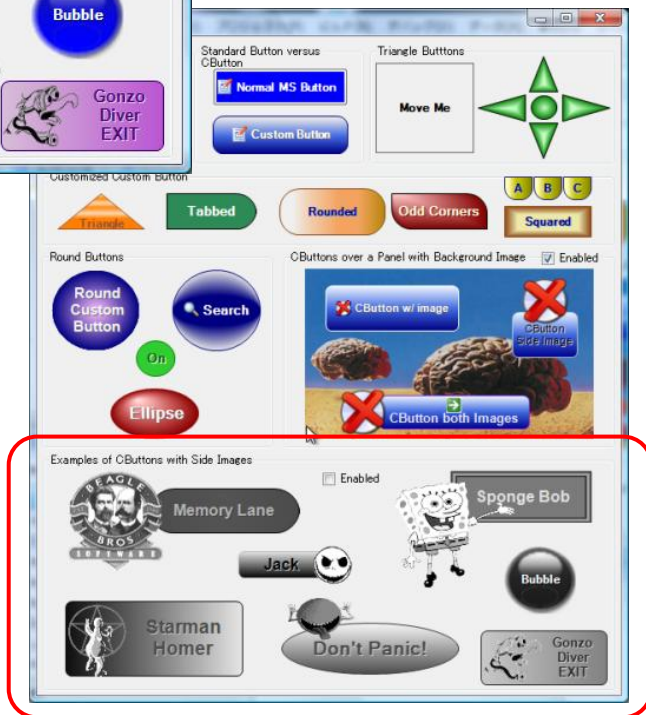 Bubble
Gonzo
Diver
EXIT
Standard Button versus
CButton
Normal MS Button
Custom Button
Triangle Butttons
Move Me
Customized Custom Button
Triangle
Tabbed
Rounded
Odd Corners
A B C
Squared
Round Buttons
Round
Custom
Button
Search
On
Ellipse
CButtons over a Panel with Background Image
Enabled
CButton w/ image
CButton
Side Image
CButton both Images
Examples of CButtons with Side Images
Enabled
BEAGLE
BROS
SOFTWARE
Memory Lane
Sponge Bob
Jack
Bubble
Starman
Homer
Don't Panic!
Gonzo
Diver
EXIT